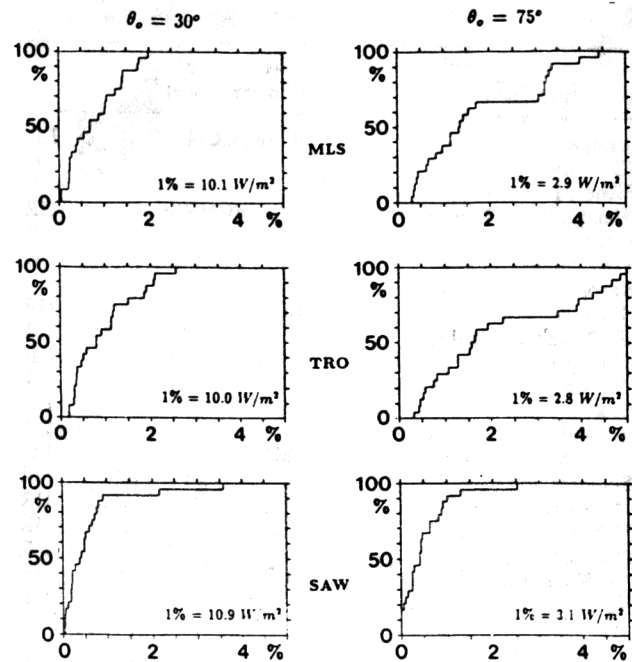 θ₀ = 30° θ₀ = 75°
100 100
% %
50 50
MLS
1% = 10.1 W/m² 1% = 2.9 W/m²
0 0
0 2 4 % 0 2 4 %
100 100
% %
50 50
TRO
1% = 10.0 W/m² 1% = 2.8 W/m²
0 0
0 2 4 % 0 2 4 %
100 100
% %
50 50
SAW
1% = 10.9 W m² 1% = 3.1 W/m²
0 0
0 2 4 % 0 2 4 %